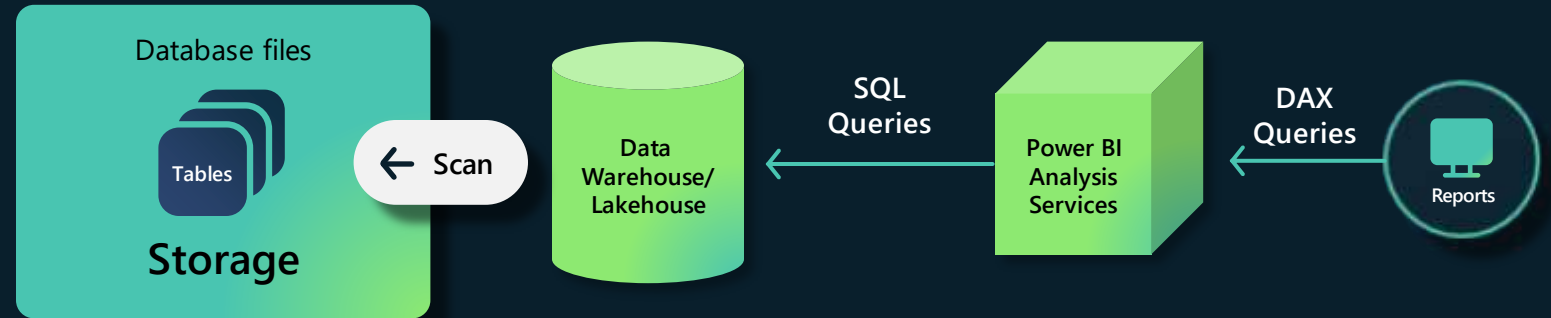 Database files
Tables
Storage
Scan
Data
Warehouse/
Lakehouse
SQL
Queries
Power BI
Analysis
Services
DAX
Queries
Reports